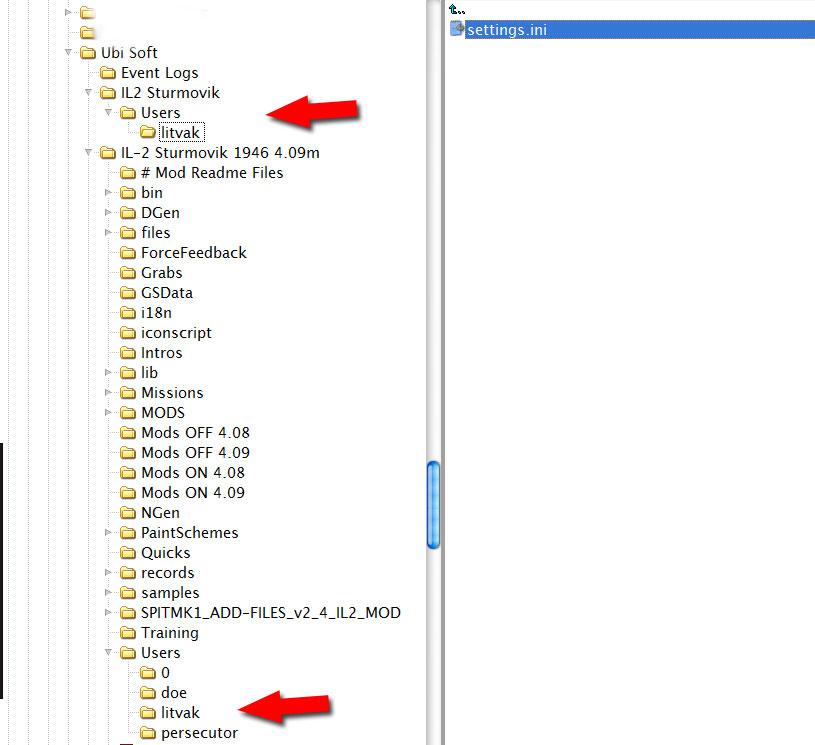 Ubi Soft
Event Logs
IL2 Sturmovik
Users
litvak
IL-2 Sturmovik 1946 4.09m
# Mod Readme Files
bin
DGen
files
ForceFeedback
Grabs
GSData
i18n
iconscript
Intros
lib
Missions
MODS
Mods OFF 4.08
Mods OFF 4.09
Mods ON 4.08
Mods ON 4.09
NGen
PaintSchemes
Quicks
records
samples
SPITMK1_ADD-FILES_v2_4_IL2_MOD
Training
Users
0
doe
litvak
persecutor
..
settings.ini